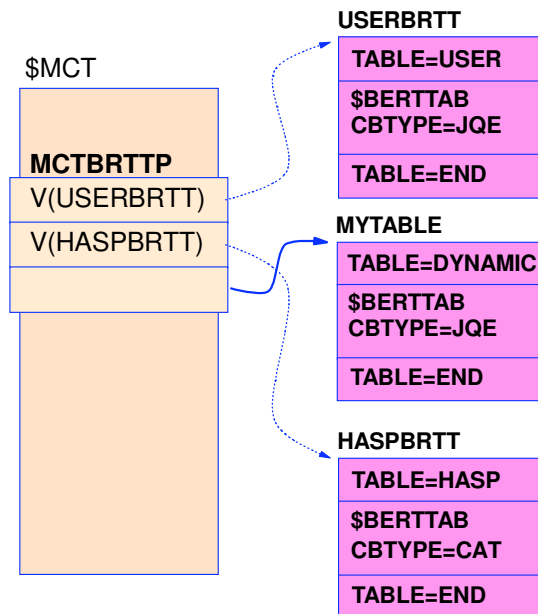 $MCT
MCTBRTTP
V(USERBRTT)
V(HASPBRTT)
USERBRTT
TABLE=USER
$BERTTAB
CBTYPE=JQE
TABLE=END
MYTABLE
TABLE=DYNAMIC
$BERTTAB
CBTYPE=JQE
TABLE=END
HASPBRTT
TABLE=HASP
$BERTTAB
CBTYPE=CAT
TABLE=END